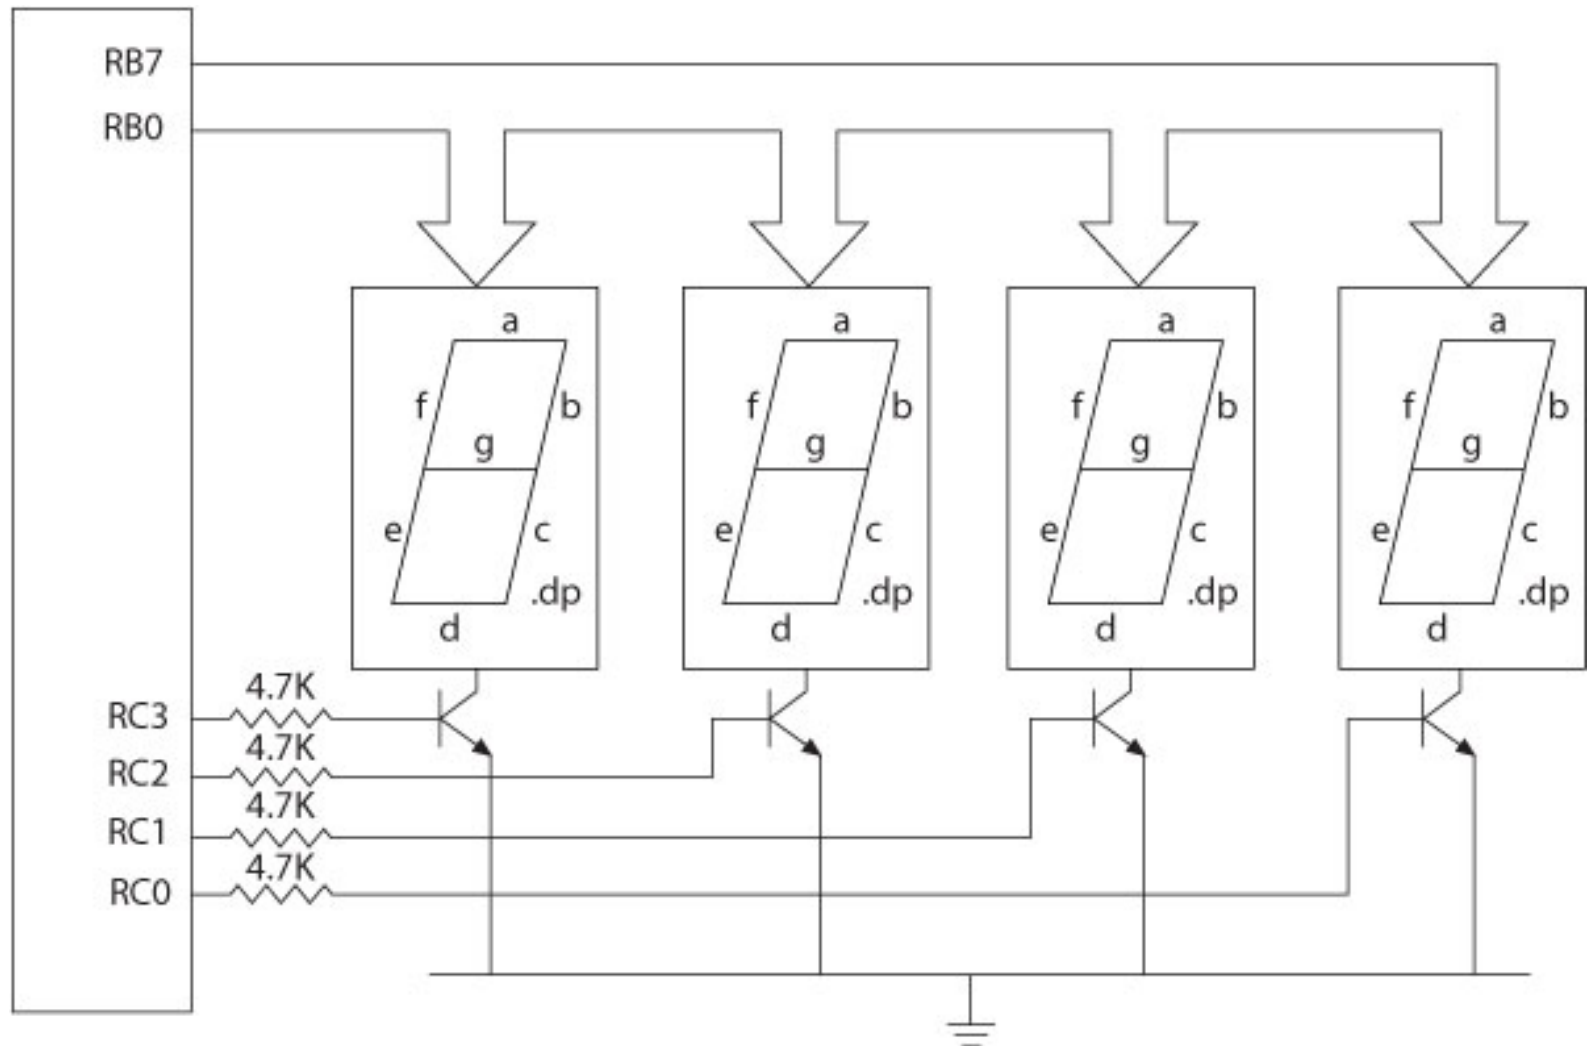 RB7
RB0
a a a a
f b f b f b f b
g g g g
e c e c e c e c
.dp .dp .dp .dp
d d d d
4.7K
RC3
4.7K
RC2
4.7K
RC1
4.7K
RC0